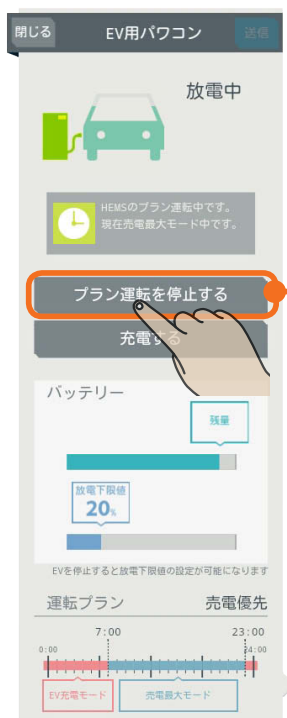 閉じる EV用パワコン 送信
放電中
HEMSのプラン運転中です。
現在売電最大モード中です。
プラン運転を停止する
充電する
バッテリー
残量
放電下限値
20%
EVを停止すると放電下限値の設定が可能になります
運転プラン 売電優先
7:00 23:00
0:00 24:00
EV充電モード 売電最大モード